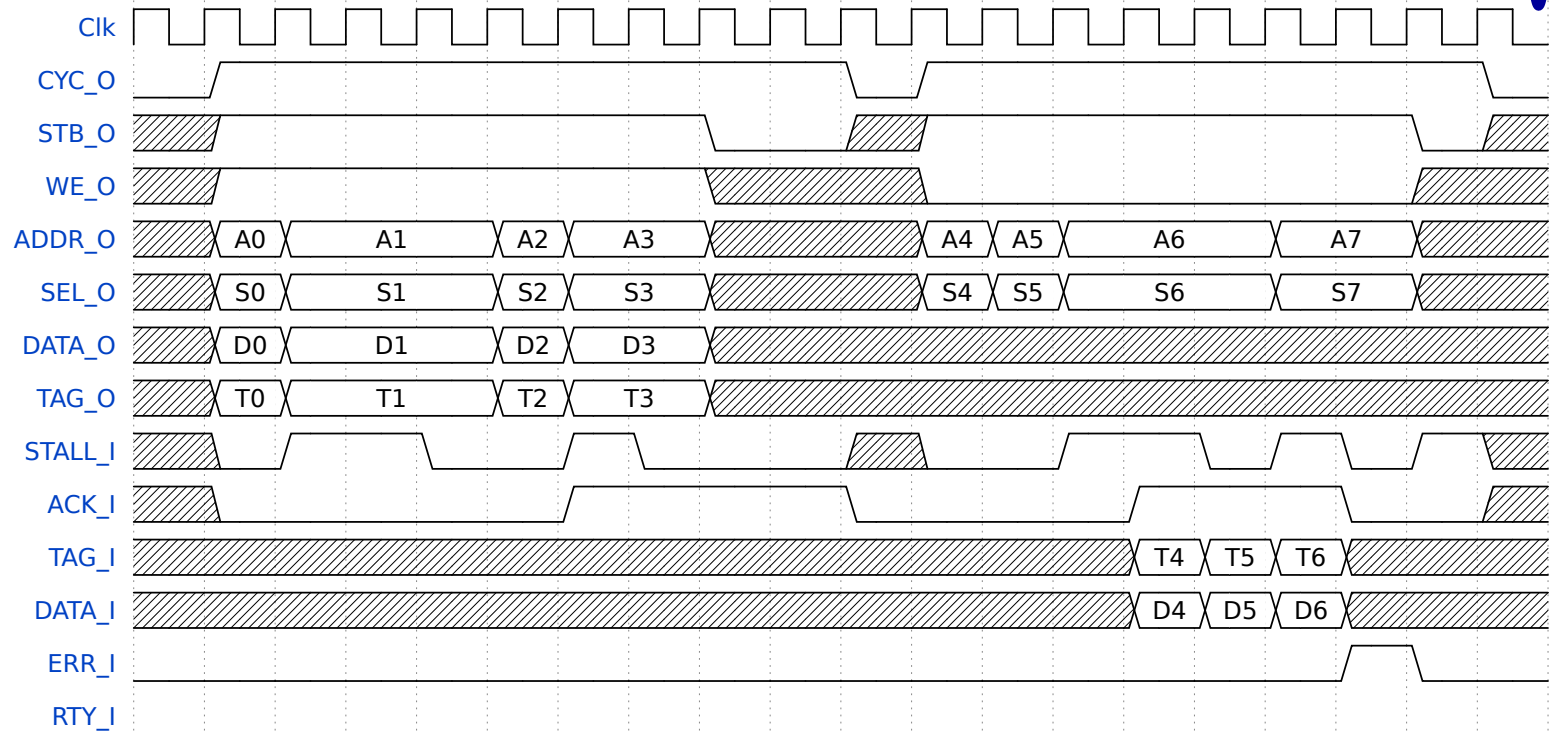 Clk
CYC_O
STB_O
WE_O
ADDR_O A0 A1 A2 A3 A4 A5 A6 A7
SEL_O S0 S1 S2 S3 S4 S5 S6 S7
DATA_O D0 D1 D2 D3
TAG_O T0 T1 T2 T3
STALL_I
ACK_I
TAG_I T4 T5 T6
DATA_I D4 D5 D6
ERR_I
RTY_I